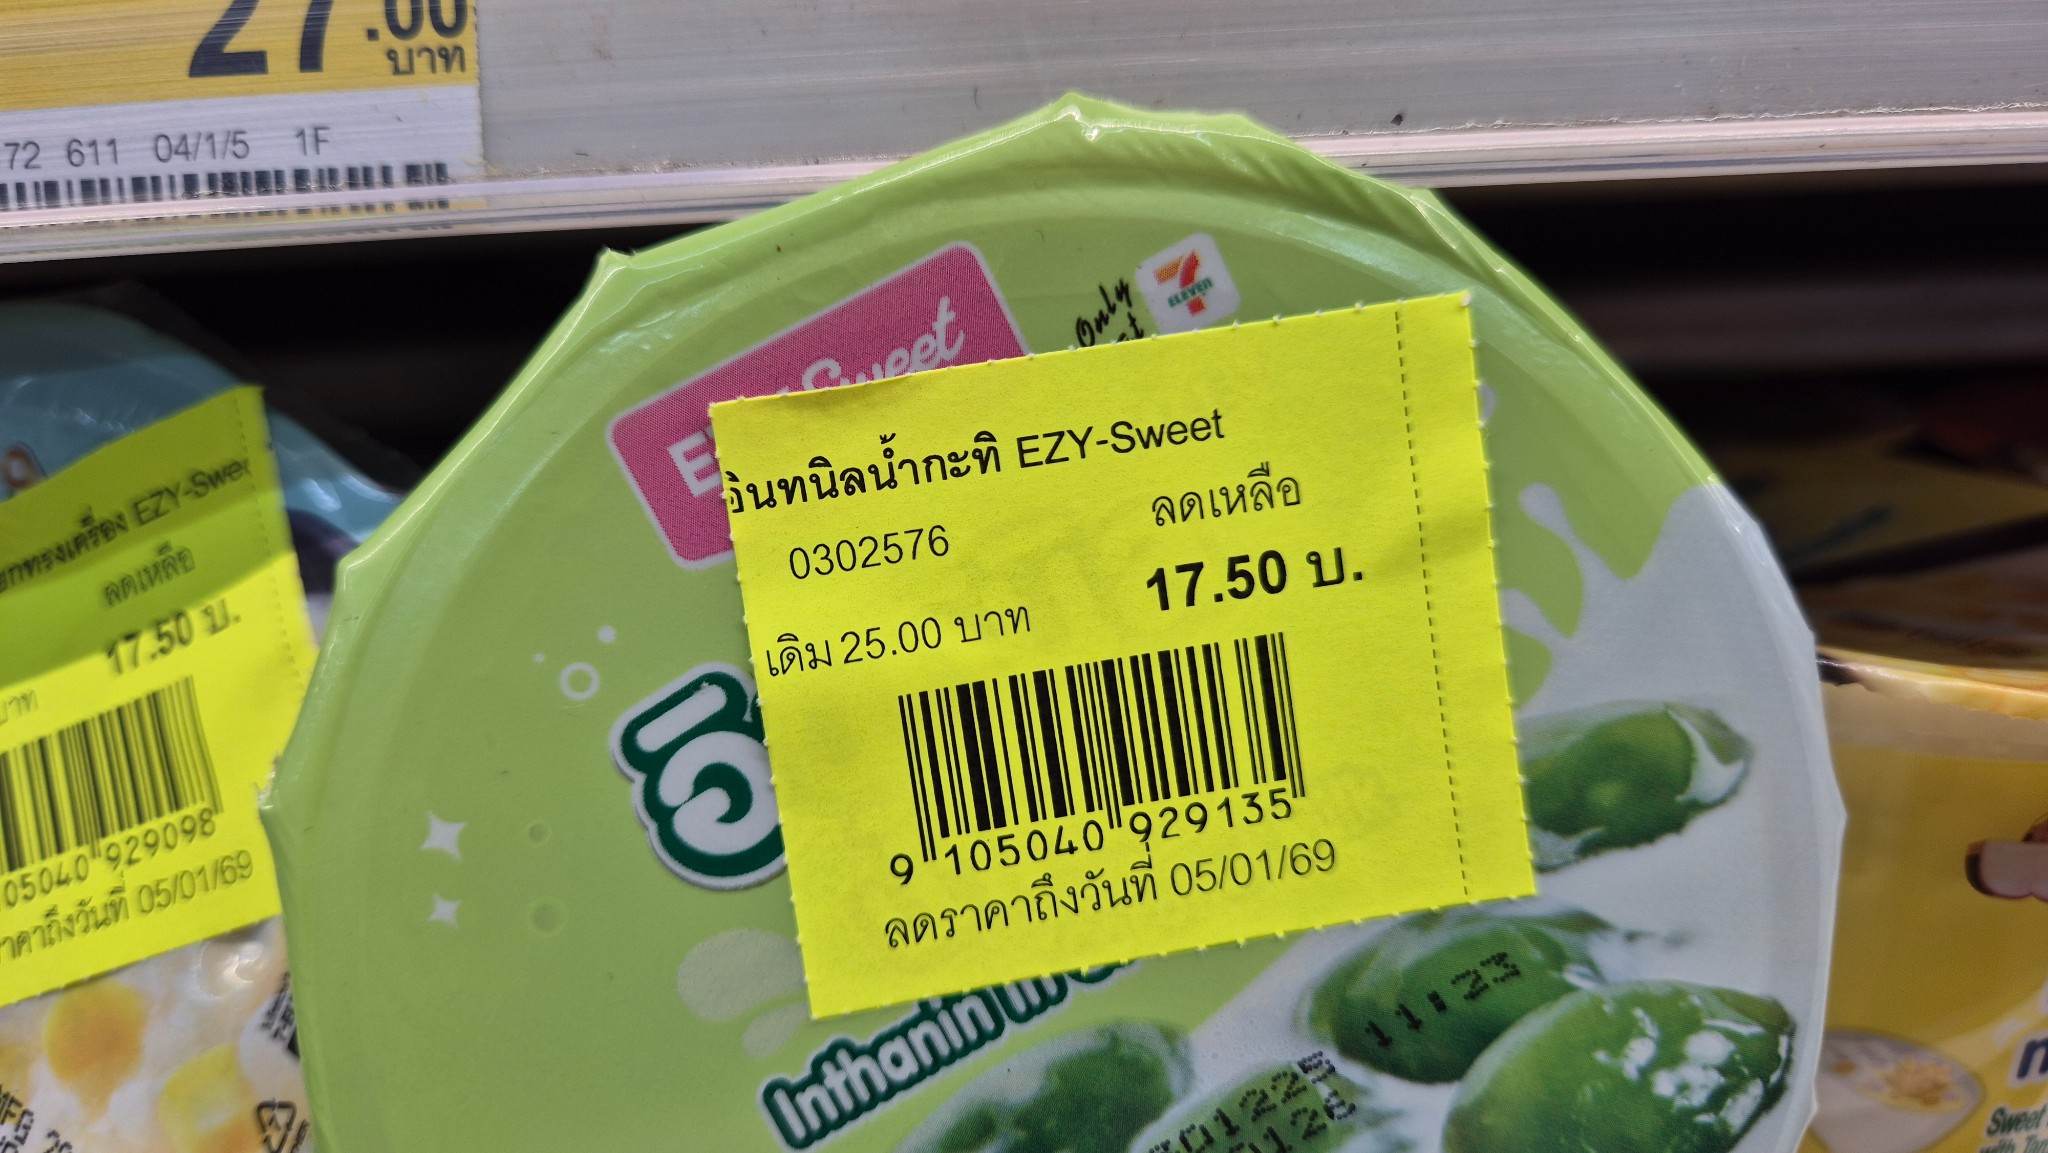 27.00
บาท
72 611 04/1/5 1F
EZY-Sweet
ลดเหลือ
17.50 บ.
929098
05040
ราคาถึงวันที่ 05/01/69
Sweet
Only
7
ELEVEN
อินทนิลน้ำกะทิ EZY-Sweet
0302576
ลดเหลือ
เดิม 25.00 บาท
17.50 บ.
9 105040 929135
ลดราคาถึงวันที่ 05/01/69
Inthanin
11:23
Sweet